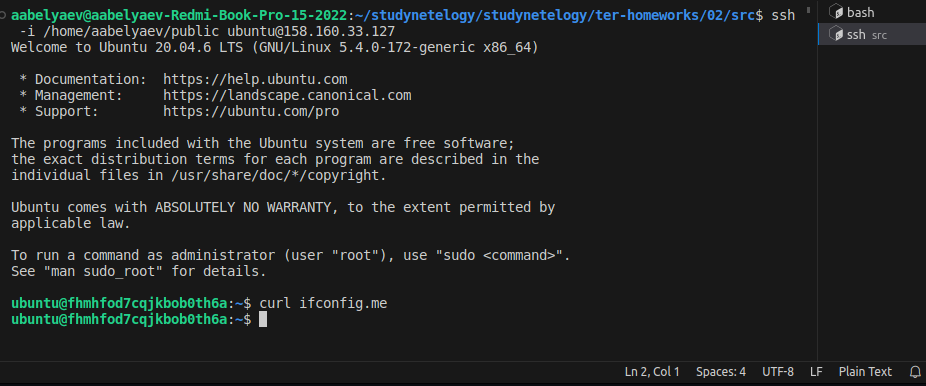 aabelyaev@aabelyaev-Redmi-Book-Pro-15-2022:~/studynetelogy/studynetelogy/ter-homeworks/02/src$ ssh
 -i /home/aabelyaev/public ubuntu@158.160.33.127
Welcome to Ubuntu 20.04.6 LTS (GNU/Linux 5.4.0-172-generic x86_64)

 * Documentation:  https://help.ubuntu.com
 * Management:     https://landscape.canonical.com
 * Support:        https://ubuntu.com/pro

The programs included with the Ubuntu system are free software;
the exact distribution terms for each program are described in the
individual files in /usr/share/doc/*/copyright.

Ubuntu comes with ABSOLUTELY NO WARRANTY, to the extent permitted by
applicable law.

To run a command as administrator (user "root"), use "sudo <command>".
See "man sudo_root" for details.

ubuntu@fhmhfod7cqjkbob0th6a:~$ curl ifconfig.me
ubuntu@fhmhfod7cqjkbob0th6a:~$
bash
ssh src
Ln 2, Col 1 Spaces: 4 UTF-8 LF Plain Text